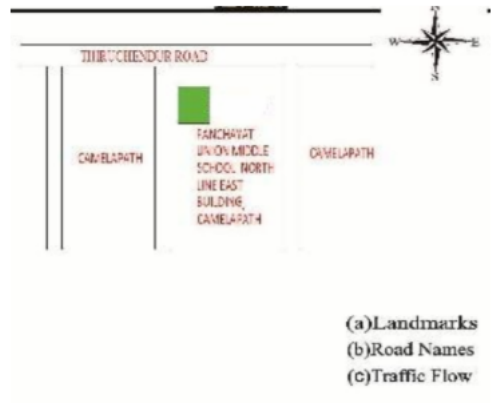 N
W
E
S
THIRUCHENDUR ROAD
CAMELAPATH
PANCHAYAT
UNION MIDDLE
SCHOOL NORTH
LINE EAST
BUILDING,
CAMELAPATH
CAMELAPATH
(a)Landmarks
(b)Road Names
(c)Traffic Flow